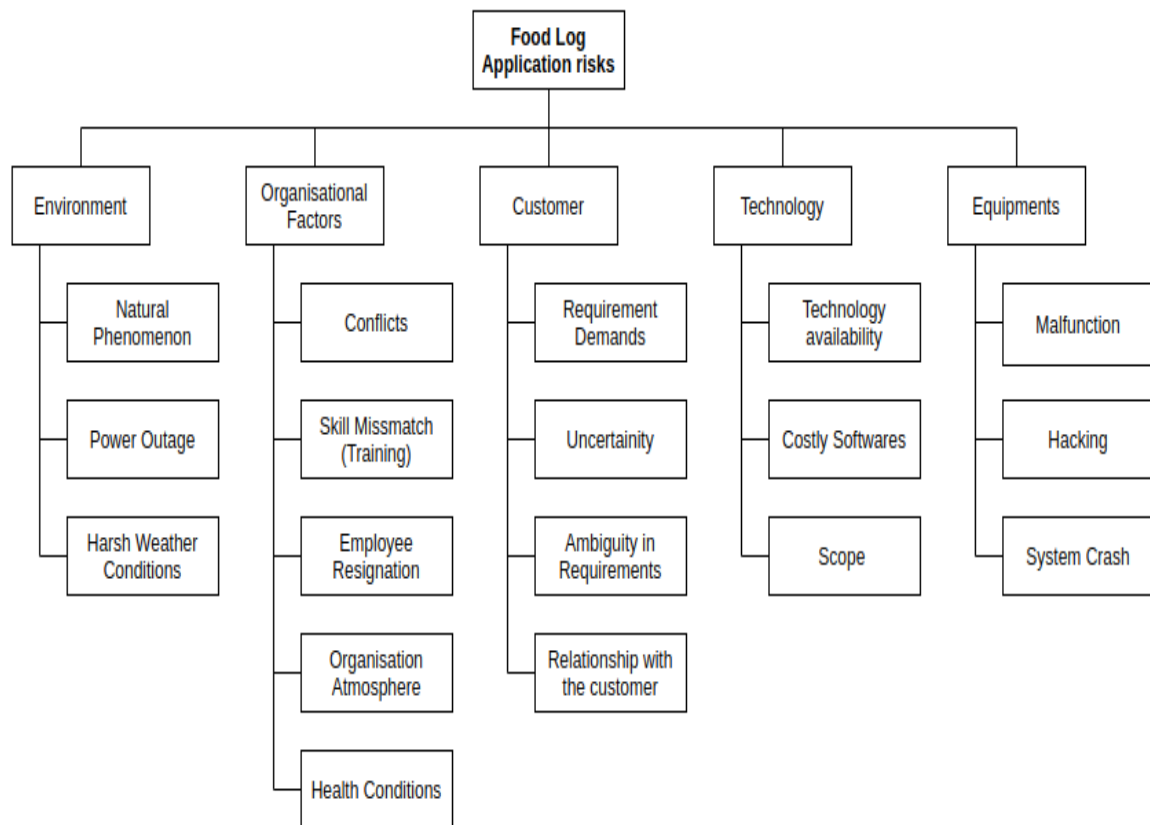 Food Log
Application risks
Environment
Organisational
Factors
Customer
Technology
Equipments
Natural
Phenomenon
Power Outage
Harsh Weather
Conditions
Conflicts
Skill Missmatch
(Training)
Employee
Resignation
Organisation
Atmosphere
Health Conditions
Requirement
Demands
Uncertainity
Ambiguity in
Requirements
Relationship with
the customer
Technology
availability
Costly Softwares
Scope
Malfunction
Hacking
System Crash